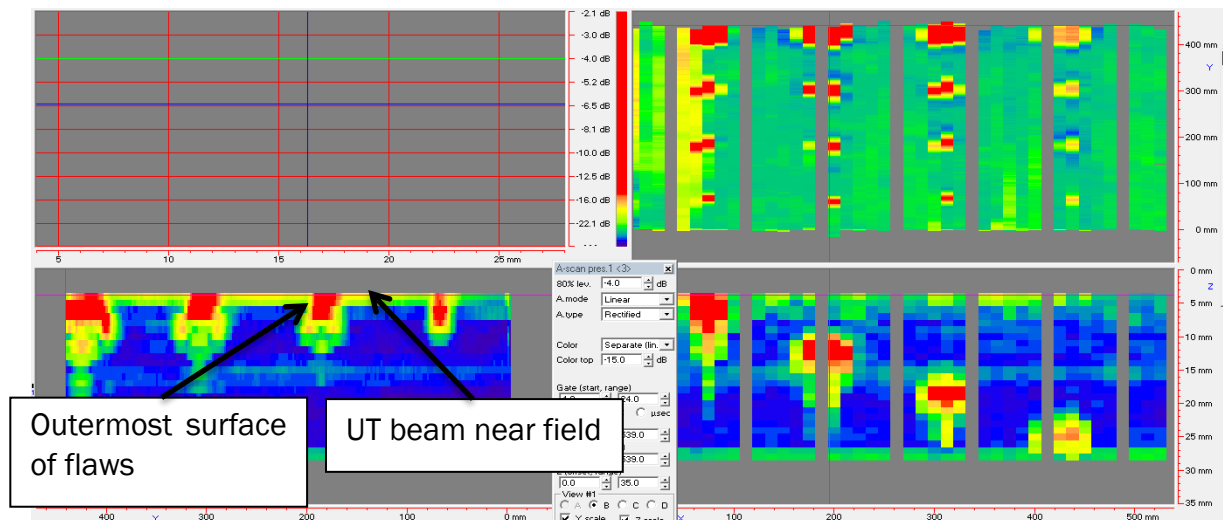 -2.1 dB
-3.0 dB
-4.0 dB
-5.2 dB
-6.5 dB
-8.1 dB
-10.0 dB
-12.5 dB
-16.0 dB
-22.1 dB
5 10 15 20 25 mm
400 mm
Y
300 mm
200 mm
100 mm
0 mm
0 mm
Z
5 mm
10 mm
15 mm
20 mm
25 mm
30 mm
35 mm
A-scan pres.1 <3>
80% lev. -4.0 dB
A.mode Linear
A.type Rectified
Color Separate (lin.
Color top -15.0 dB
Gate (start, range)
24.0
µsec
539.0
539.0
0.0 35.0
View #1
A B C D
Y scale Z scale
Outermost surface
of flaws
UT beam near field
400 Y 300 200 100 0 mm
X 100 200 300 400 500 mm